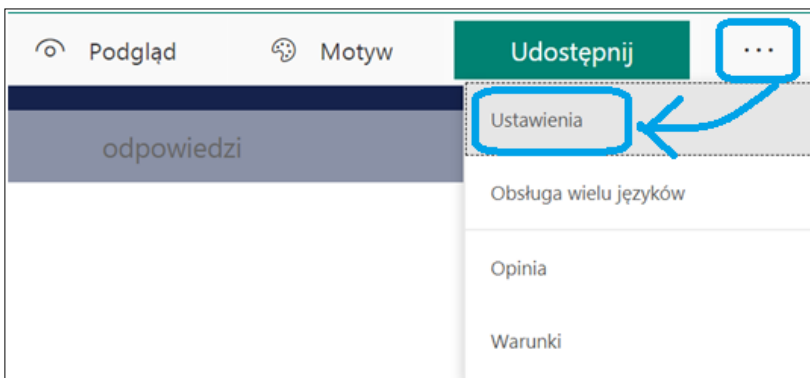 Podgląd Motyw Udostępnij ...
Ustawienia
odpowiedzi
Obsługa wielu języków
Opinia
Warunki